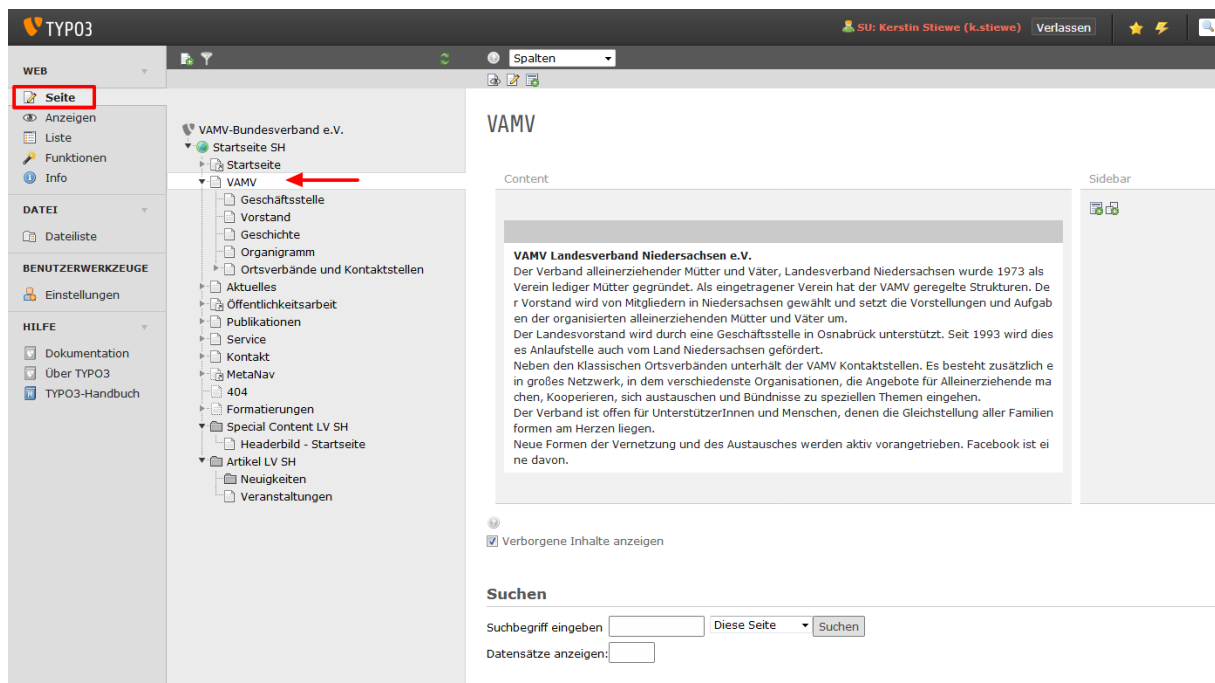 TYPO3
SU: Kerstin Stiewe (k.stiewe)
Verlassen
WEB
Seite
Anzeigen
Liste
Funktionen
Info
DATEI
Dateiliste
BENUTZERWERKZEUGE
Einstellungen
HILFE
Dokumentation
Über TYPO3
TYPO3-Handbuch
VAMV-Bundesverband e.V.
Startseite SH
Startseite
VAMV
Geschäftsstelle
Vorstand
Geschichte
Organigramm
Ortsverbände und Kontaktstellen
Aktuelles
Öffentlichkeitsarbeit
Publikationen
Service
Kontakt
MetaNav
404
Formatierungen
Special Content LV SH
Headerbild - Startseite
Artikel LV SH
Neuigkeiten
Veranstaltungen
Spalten
VAMV
Content
VAMV Landesverband Niedersachsen e.V.
Der Verband alleinerziehender Mütter und Väter, Landesverband Niedersachsen wurde 1973 als
Verein lediger Mütter gegründet. Als eingetragener Verein hat der VAMV geregelte Strukturen. De
r Vorstand wird von Mitgliedern in Niedersachsen gewählt und setzt die Vorstellungen und Aufgab
en der organisierten alleinerziehenden Mütter und Väter um.
Der Landesvorstand wird durch eine Geschäftsstelle in Osnabrück unterstützt. Seit 1993 wird dies
es Anlaufstelle auch vom Land Niedersachsen gefördert.
Neben den Klassischen Ortsverbänden unterhält der VAMV Kontaktstellen. Es besteht zusätzlich e
in großes Netzwerk, in dem verschiedenste Organisationen, die Angebote für Alleinerziehende ma
chen, Kooperieren, sich austauschen und Bündnisse zu speziellen Themen eingehen.
Der Verband ist offen für UnterstützerInnen und Menschen, denen die Gleichstellung aller Familien
formen am Herzen liegen.
Neue Formen der Vernetzung und des Austausches werden aktiv vorangetrieben. Facebook ist ei
ne davon.
Sidebar
Verborgene Inhalte anzeigen
Suchen
Suchbegriff eingeben
Diese Seite
Suchen
Datensätze anzeigen: